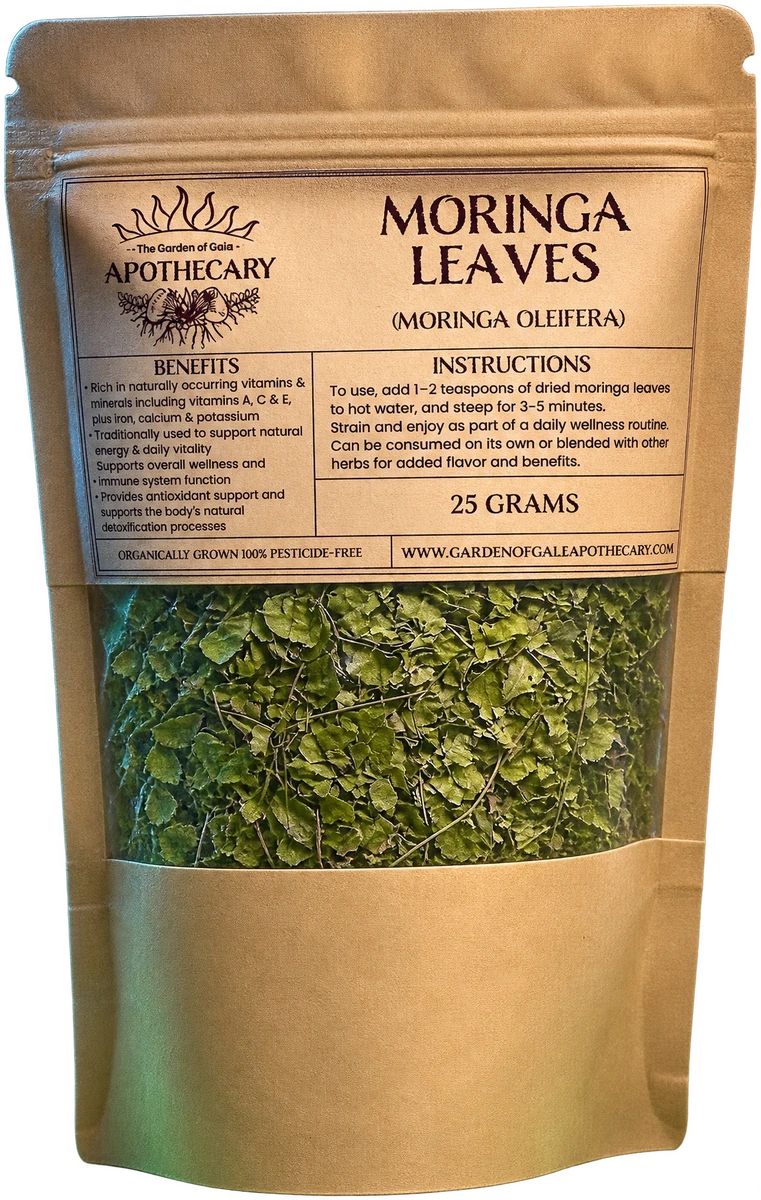 -- The Garden of Gaia -
APOTHECARY
MORINGA
LEAVES
(MORINGA OLEIFERA)
BENEFITS
• Rich in naturally occurring vitamins &
minerals including vitamins A, C & E,
plus iron, calcium & potassium
• Traditionally used to support natural
energy & daily vitality
Supports overall wellness and
• immune system function
• Provides antioxidant support and
supports the body's natural
detoxification processes
INSTRUCTIONS
To use, add 1–2 teaspoons of dried moringa leaves
to hot water, and steep for 3–5 minutes.
Strain and enjoy as part of a daily wellness routine.
Can be consumed on its own or blended with other
herbs for added flavor and benefits.
25 GRAMS
ORGANICALLY GROWN 100% PESTICIDE-FREE
WWW.GARDENOFGALEAPOTHECARY.COM